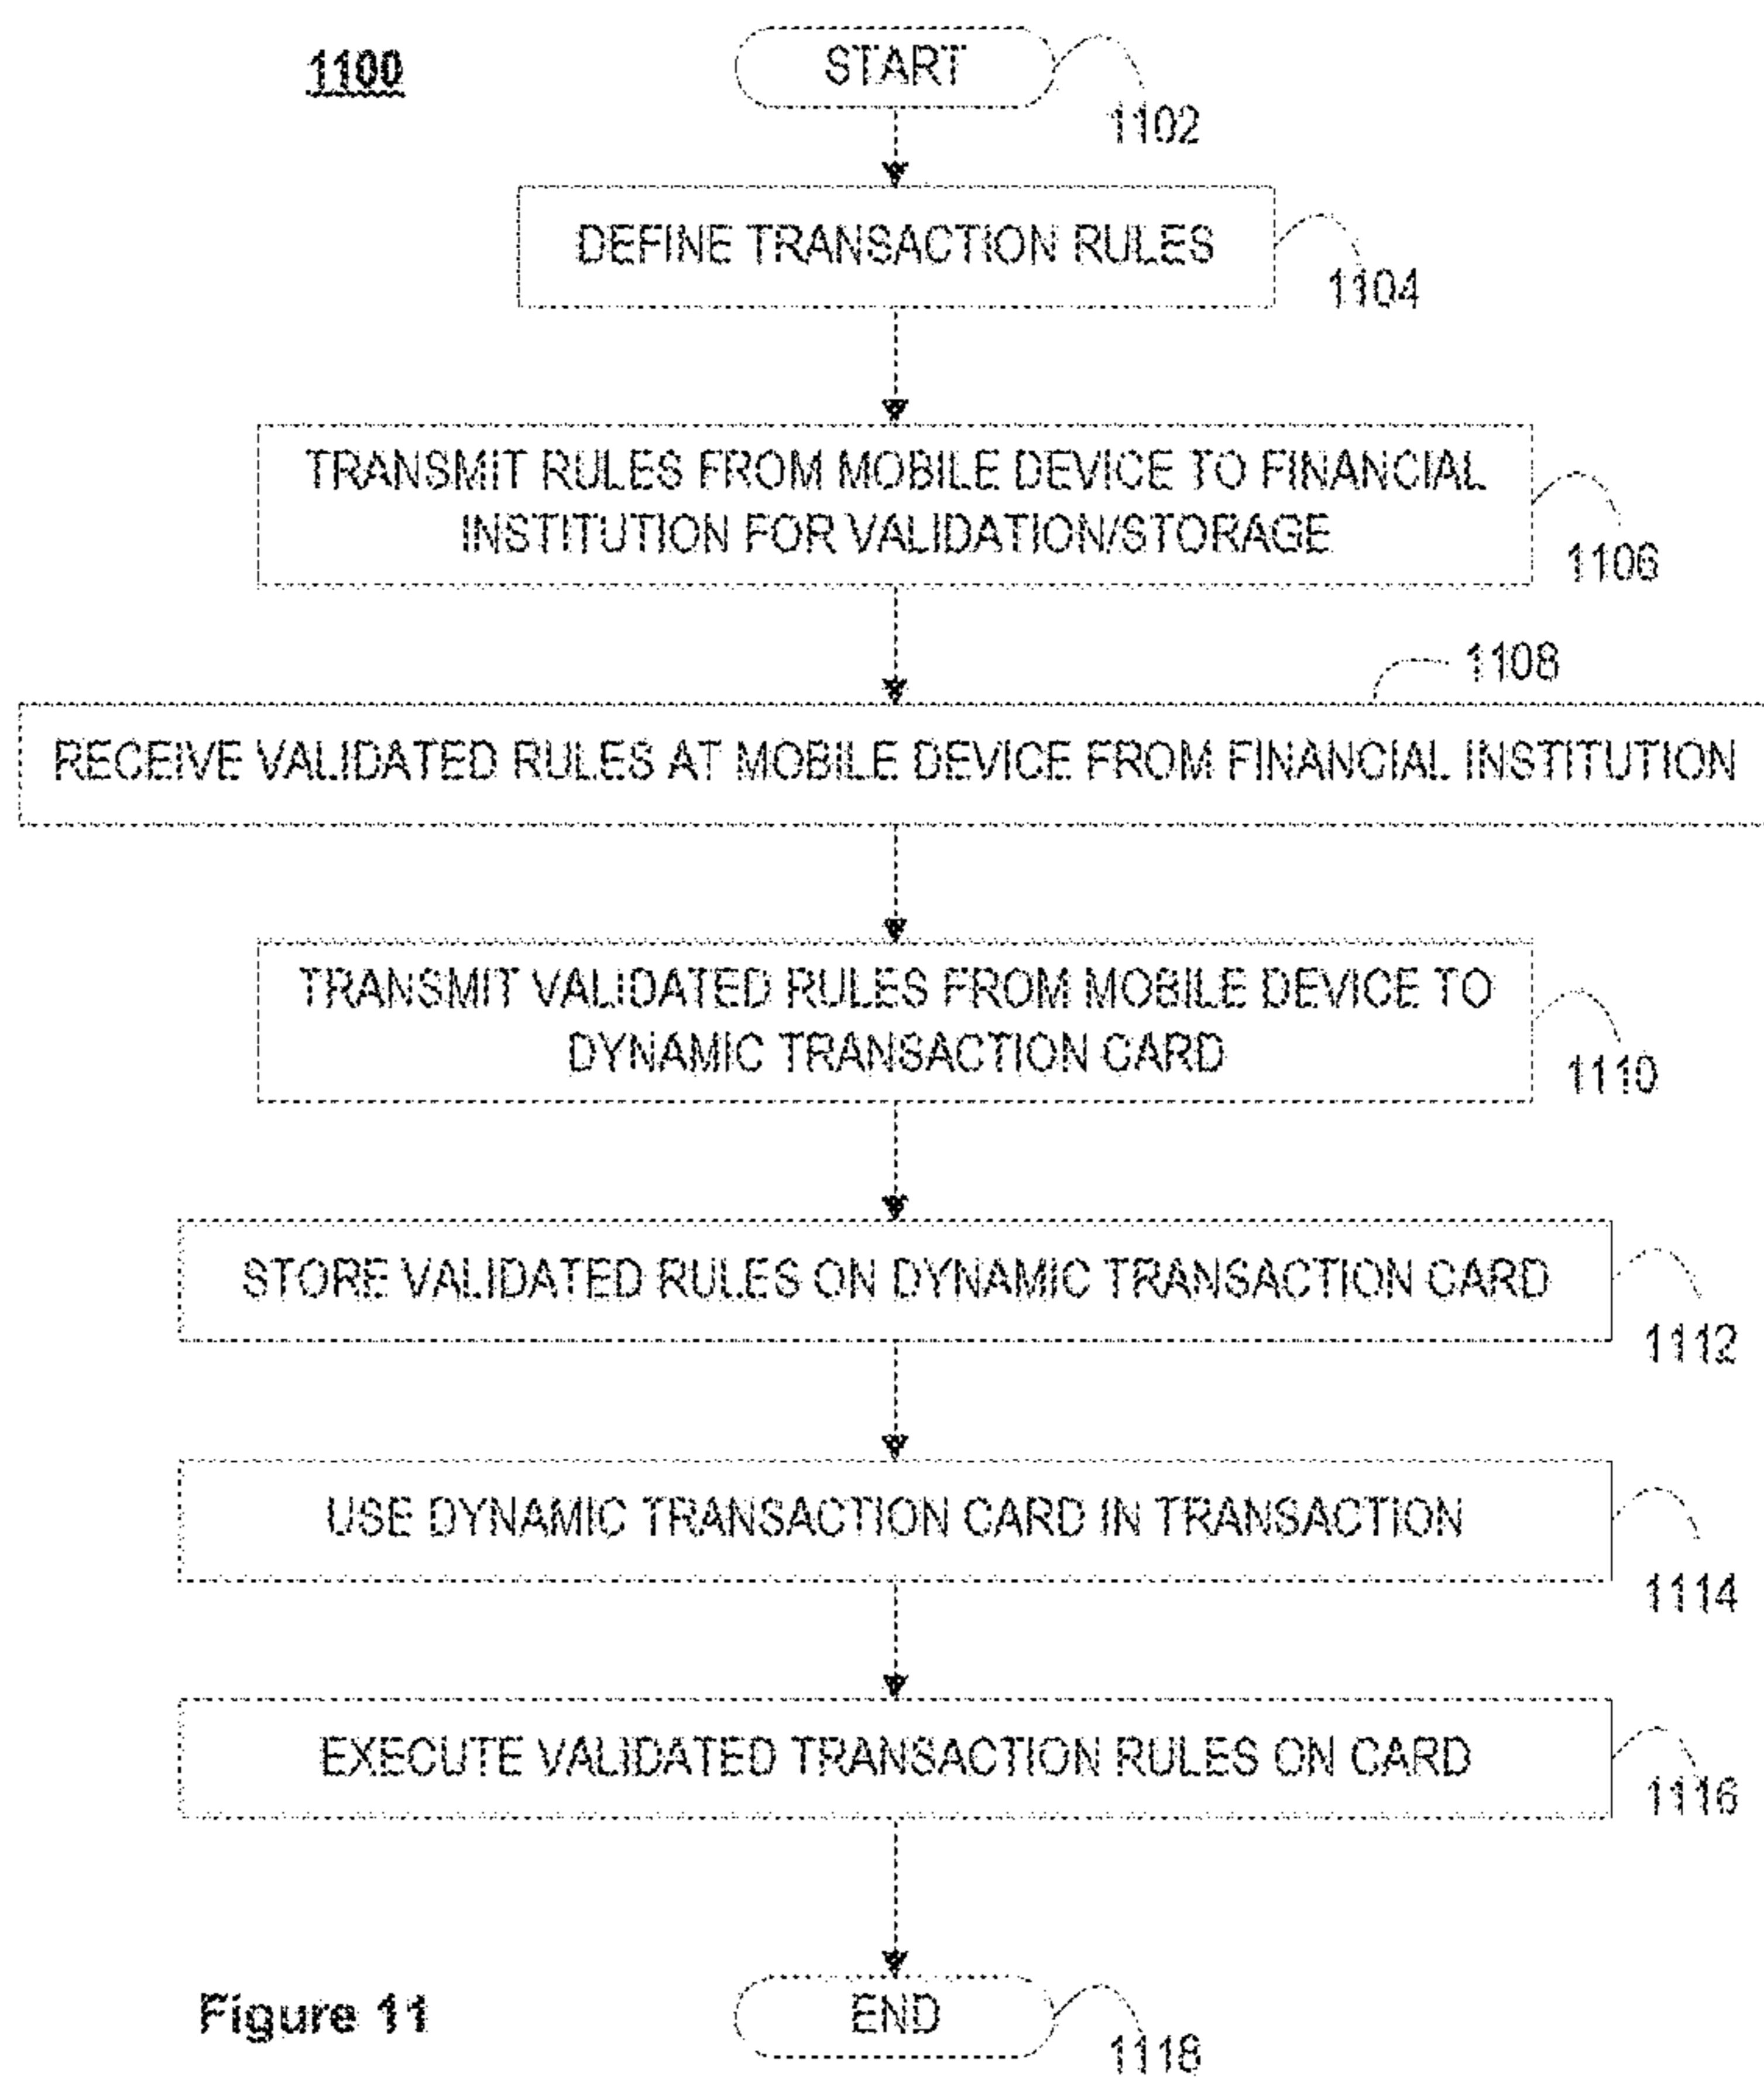 1100
START
1102
DEFINE TRANSACTION RULES
1104
TRANSMIT RULES FROM MOBILE DEVICE TO FINANCIAL
INSTITUTION FOR VALIDATION/STORAGE
1106
1108
RECEIVE VALIDATED RULES AT MOBILE DEVICE FROM FINANCIAL INSTITUTION
TRANSMIT VALIDATED RULES FROM MOBILE DEVICE TO
DYNAMIC TRANSACTION CARD
1110
STORE VALIDATED RULES ON DYNAMIC TRANSACTION CARD
1112
USE DYNAMIC TRANSACTION CARD IN TRANSACTION
1114
EXECUTE VALIDATED TRANSACTION RULES ON CARD
1116
Figure 11
END
1118